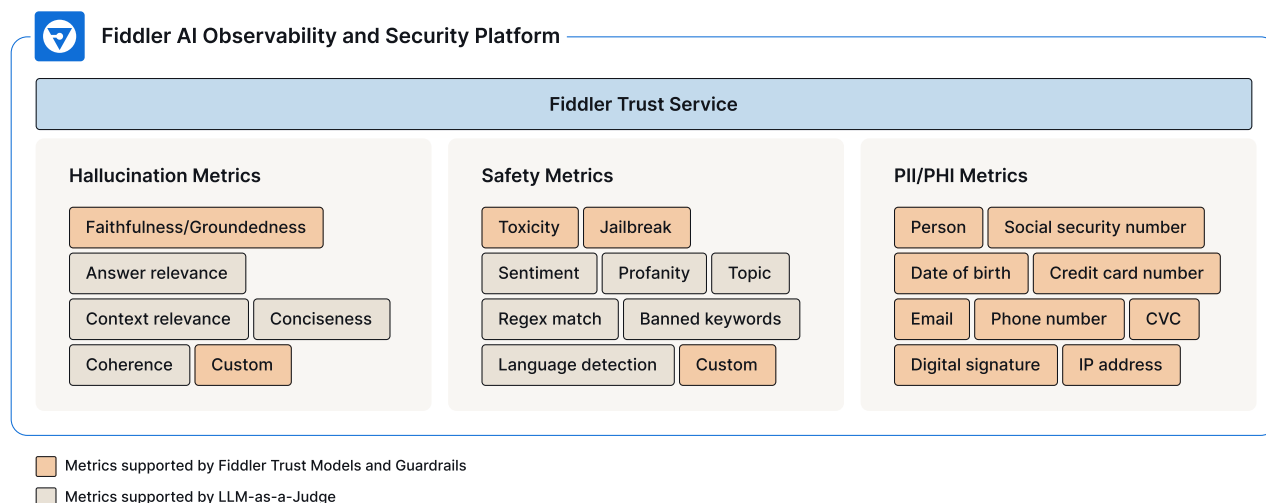 Fiddler AI Observability and Security Platform
Fiddler Trust Service
Hallucination Metrics
Faithfulness/Groundedness
Answer relevance
Context relevance Conciseness
Coherence Custom
Safety Metrics
Toxicity Jailbreak
Sentiment Profanity Topic
Regex match Banned keywords
Language detection Custom
PII/PHI Metrics
Person Social security number
Date of birth Credit card number
Email Phone number CVC
Digital signature IP address
Metrics supported by Fiddler Trust Models and Guardrails
Metrics supported by LLM-as-a-Judge